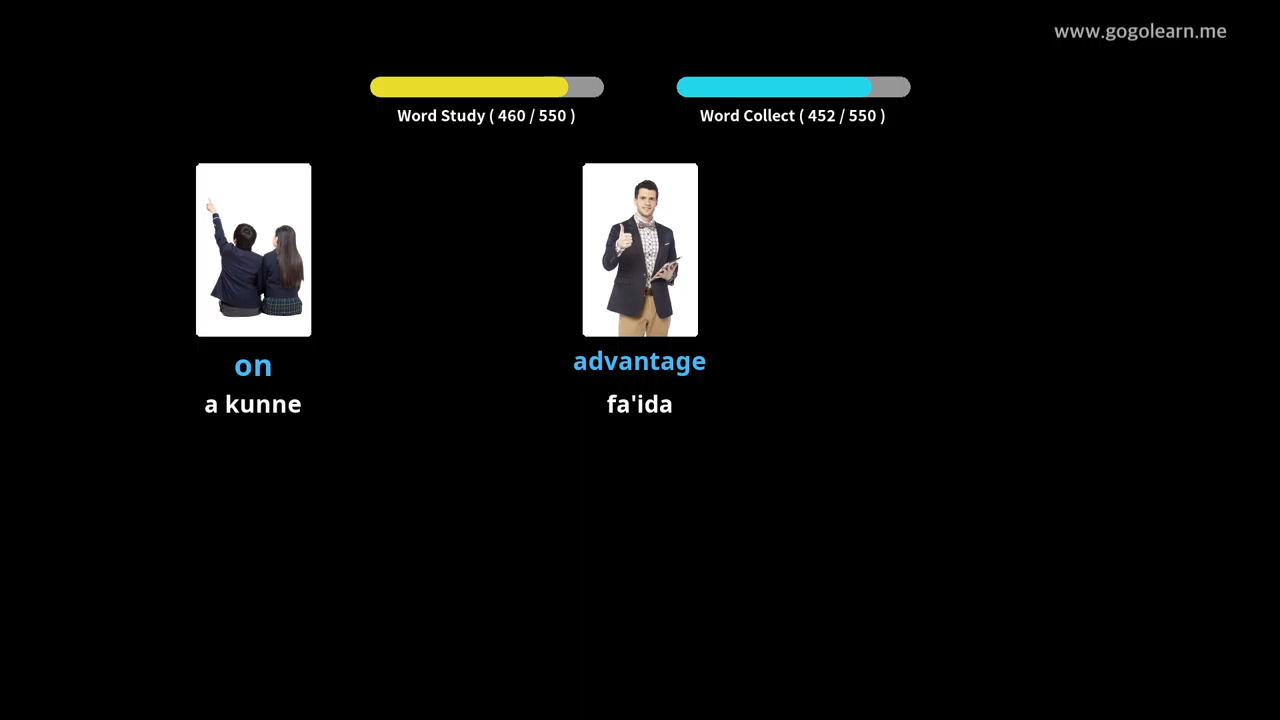 www.gogolearn.me
Word Study ( 460 / 550 )
Word Collect ( 452 / 550 )
on
a kunne
advantage
fa'ida